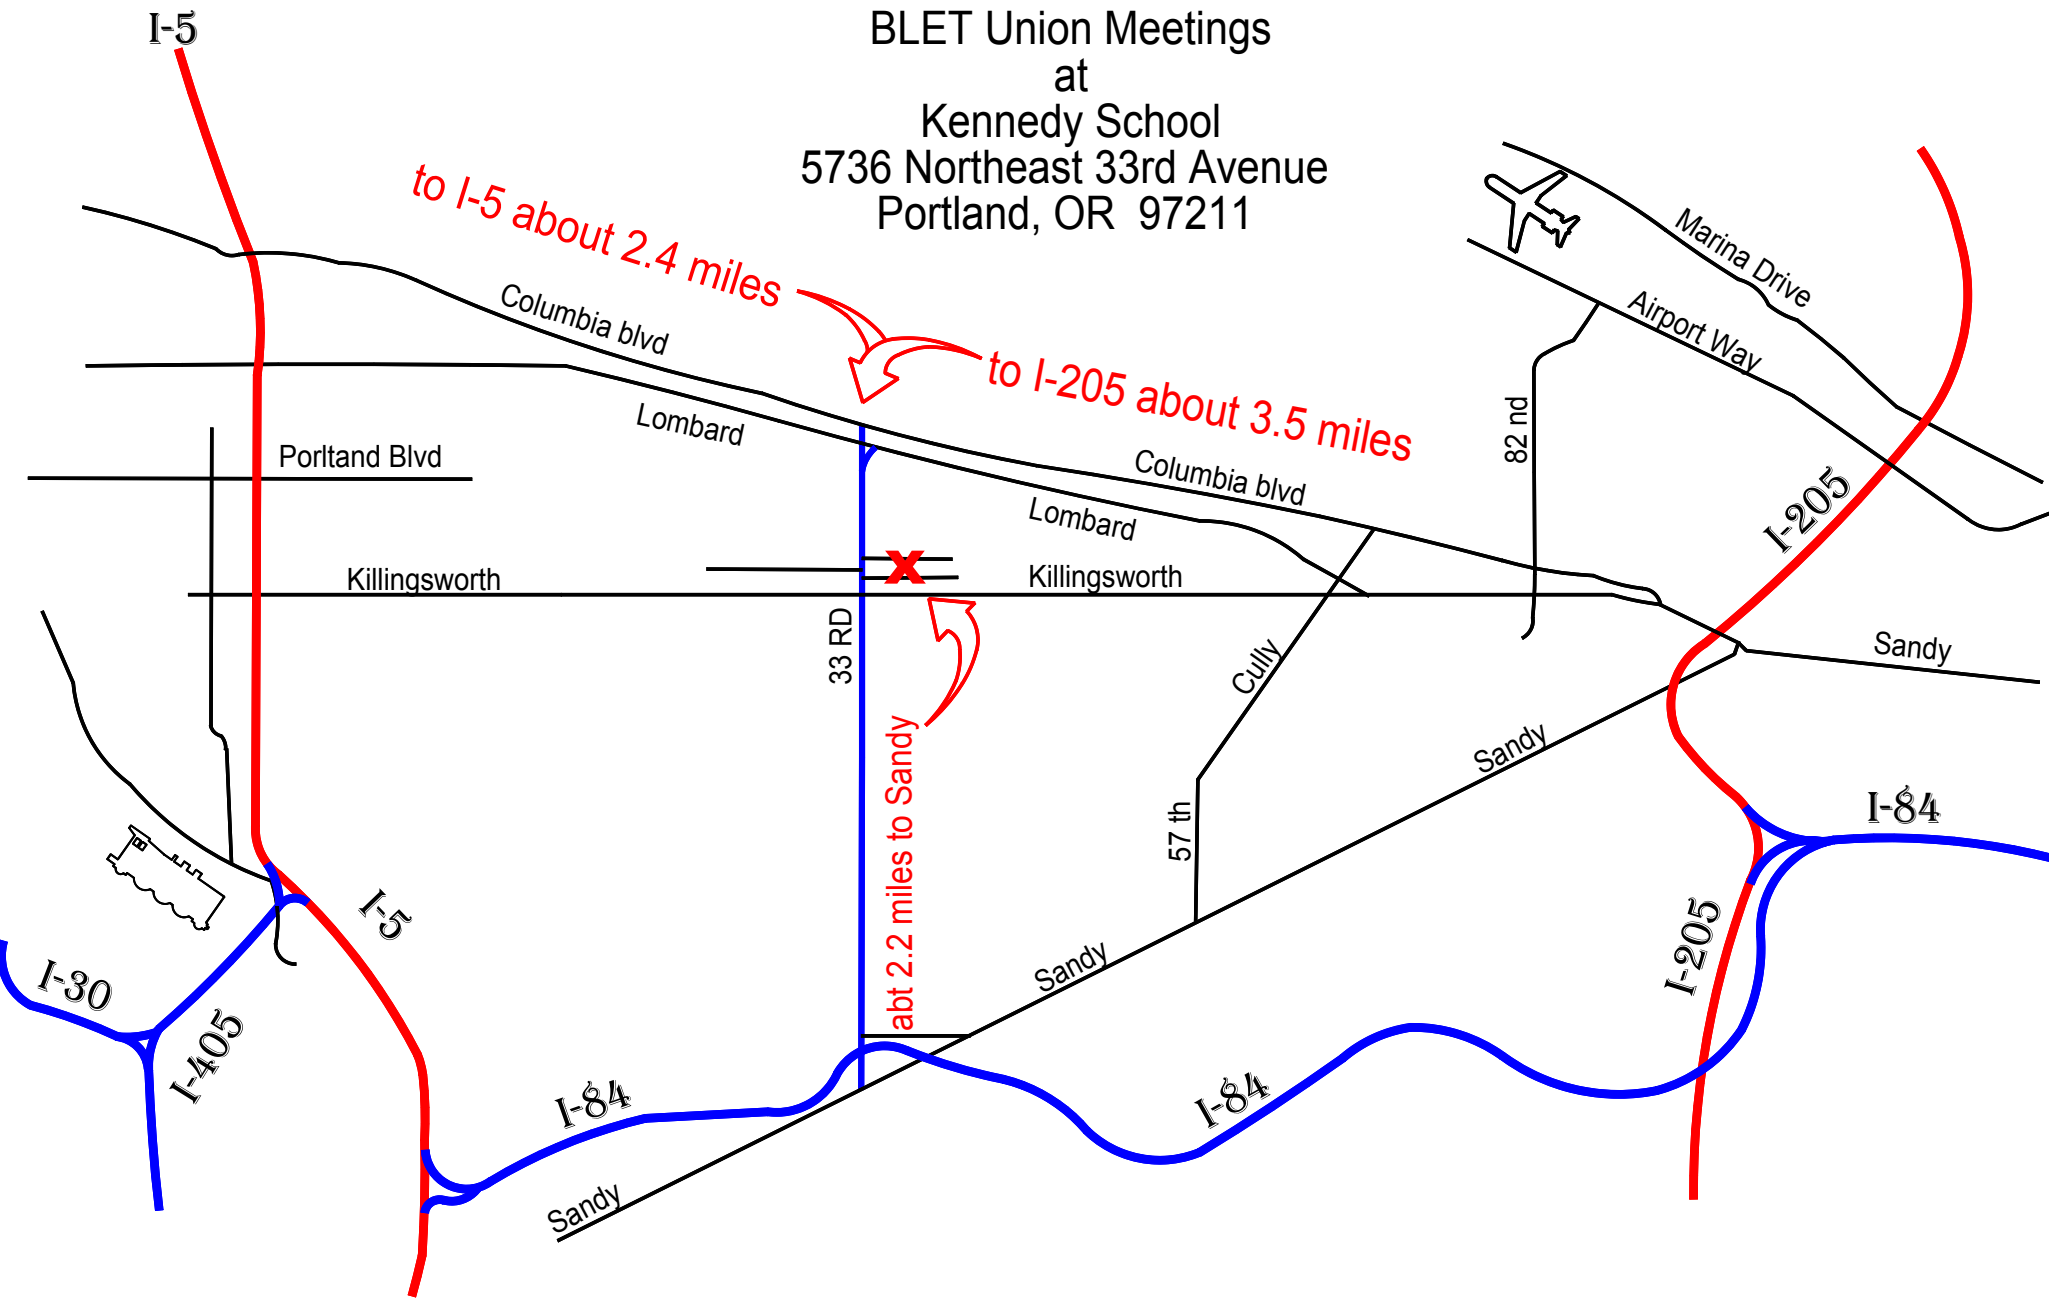 I-5
BLET Union Meetings
at
Kennedy School
5736 Northeast 33rd Avenue
Portland, OR  97211
to I-5 about 2.4 miles
to I-205 about 3.5 miles
Marina Drive
Airport Way
Columbia blvd
Lombard
82 nd
Porltand Blvd
Columbia blvd
Lombard
I-205
X
Killingsworth
Killingsworth
33 RD
Cully
Sandy
Sandy
abt 2.2 miles to Sandy
57 th
I-84
I-5
I-205
Sandy
I-30
I-405
I-84
I-84
Sandy